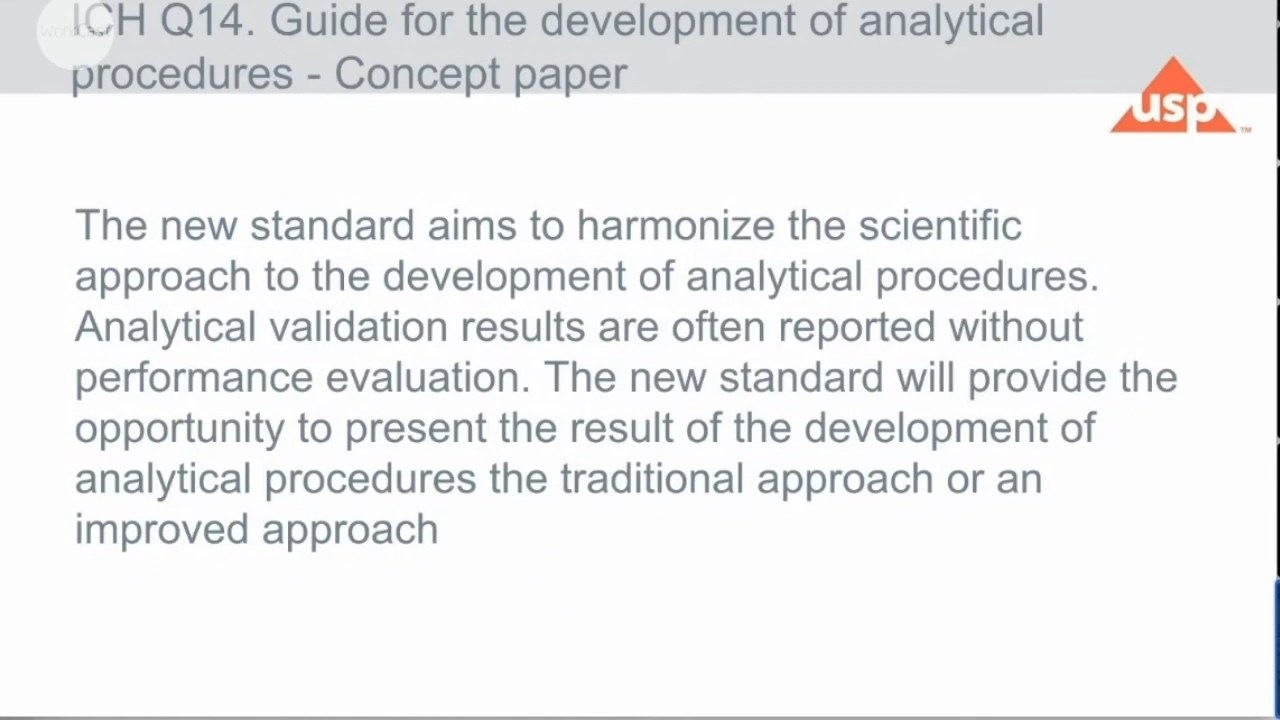 ICH Q14. Guide for the development of analytical
procedures - Concept paper
WorkCast
usp
TM
The new standard aims to harmonize the scientific
approach to the development of analytical procedures.
Analytical validation results are often reported without
performance evaluation. The new standard will provide the
opportunity to present the result of the development of
analytical procedures the traditional approach or an
improved approach